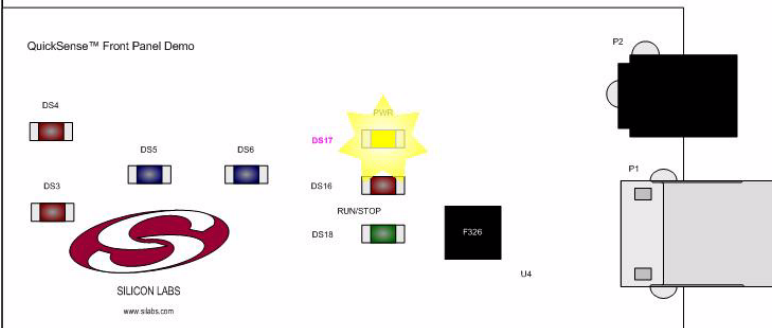 QuickSense™ Front Panel Demo
P2
DS4
PWR
DS17
DS5
DS6
P1
DS3
DS16
RUN/STOP
DS18
F326
U4
SILICON LABS
www.silabs.com